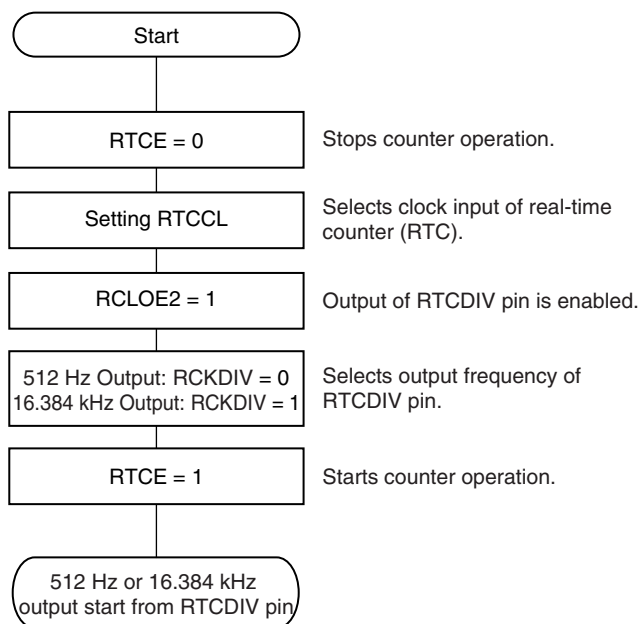 Start
RTCE = 0
Stops counter operation.
Setting RTCCL
Selects clock input of real-time
counter (RTC).
RCLOE2 = 1
Output of RTCDIV pin is enabled.
512 Hz Output: RCKDIV = 0
16.384 kHz Output: RCKDIV = 1
Selects output frequency of
RTCDIV pin.
RTCE = 1
Starts counter operation.
512 Hz or 16.384 kHz
output start from RTCDIV pin